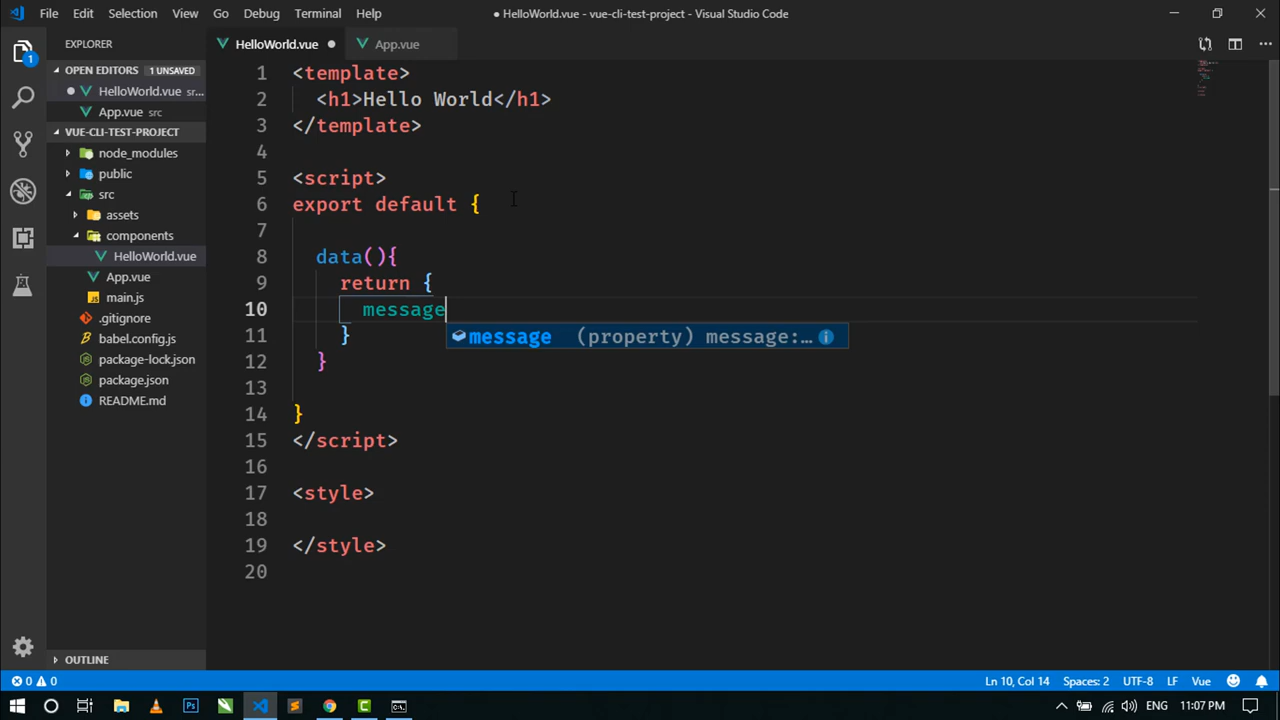 File Edit Selection View Go Debug Terminal Help
● HelloWorld.vue - vue-cli-test-project - Visual Studio Code
EXPLORER
OPEN EDITORS 1 UNSAVED
HelloWorld.vue src...
App.vue src
VUE-CLI-TEST-PROJECT
node_modules
public
src
assets
components
HelloWorld.vue
App.vue
main.js
.gitignore
babel.config.js
package-lock.json
package.json
README.md
OUTLINE
1
HelloWorld.vue
App.vue
1 <template>
2 <h1>Hello World</h1>
3 </template>
4
5 <script>
6 export default {
7
8 data(){
9 return {
10 message
message (property) message:...
11 }
12 }
13
14 }
15 </script>
16
17 <style>
18
19 </style>
20
0 0
Ln 10, Col 14 Spaces: 2 UTF-8 LF Vue
ENG 11:07 PM